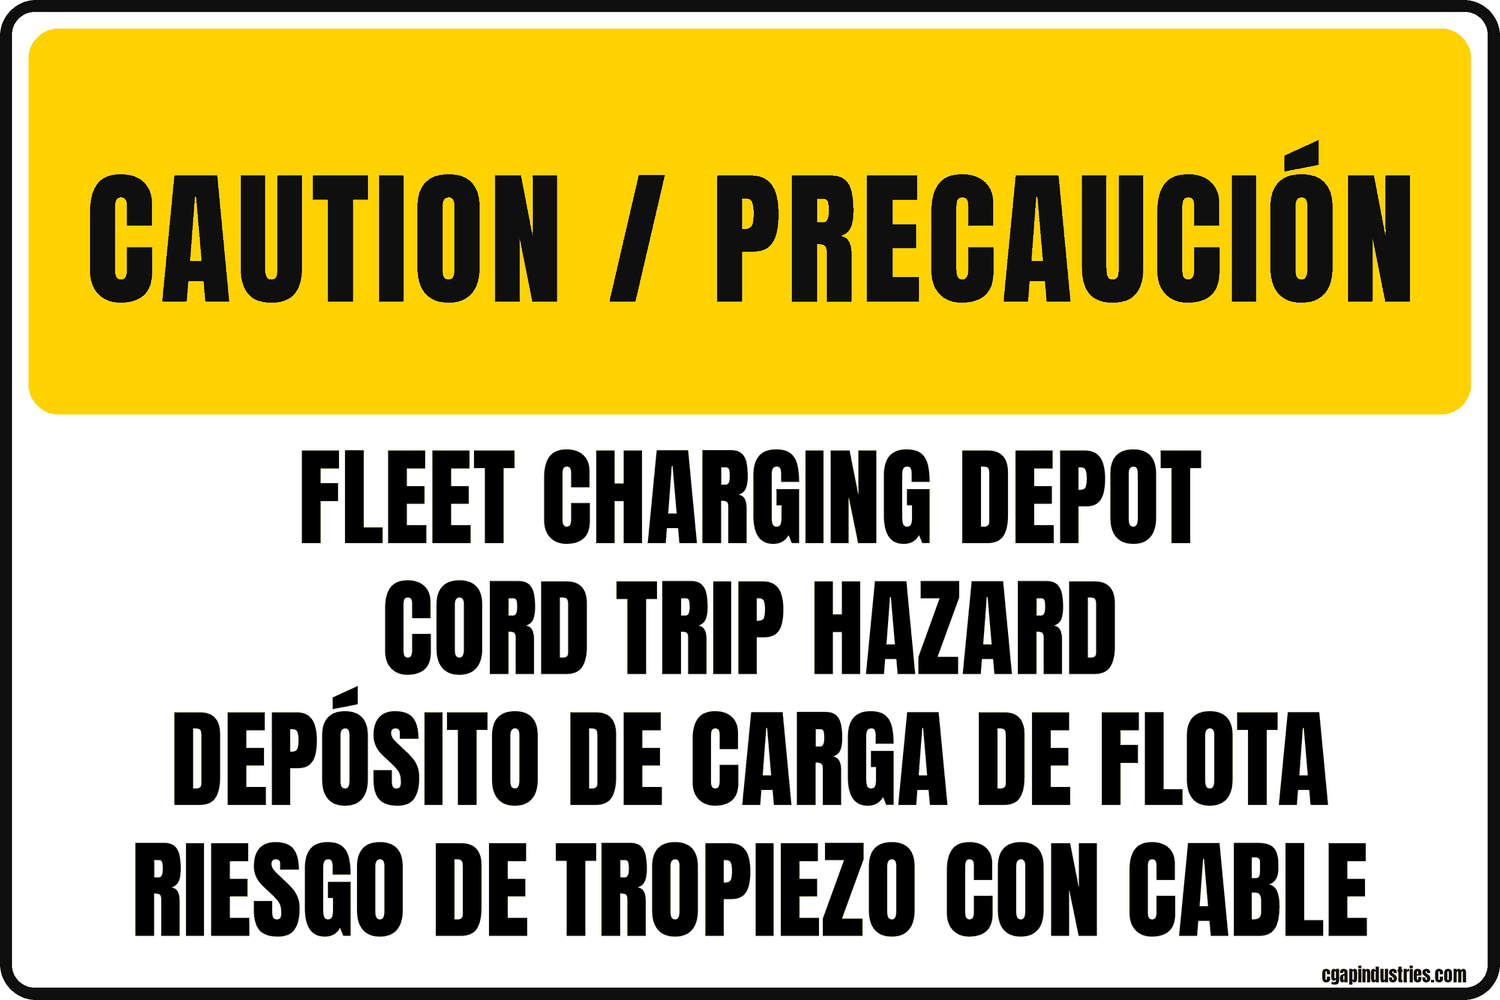 CAUTION / PRECAUCIÓN
FLEET CHARGING DEPOT
CORD TRIP HAZARD
DEPÓSITO DE CARGA DE FLOTA
RIESGO DE TROPIEZO CON CABLE
cgapindustries.com